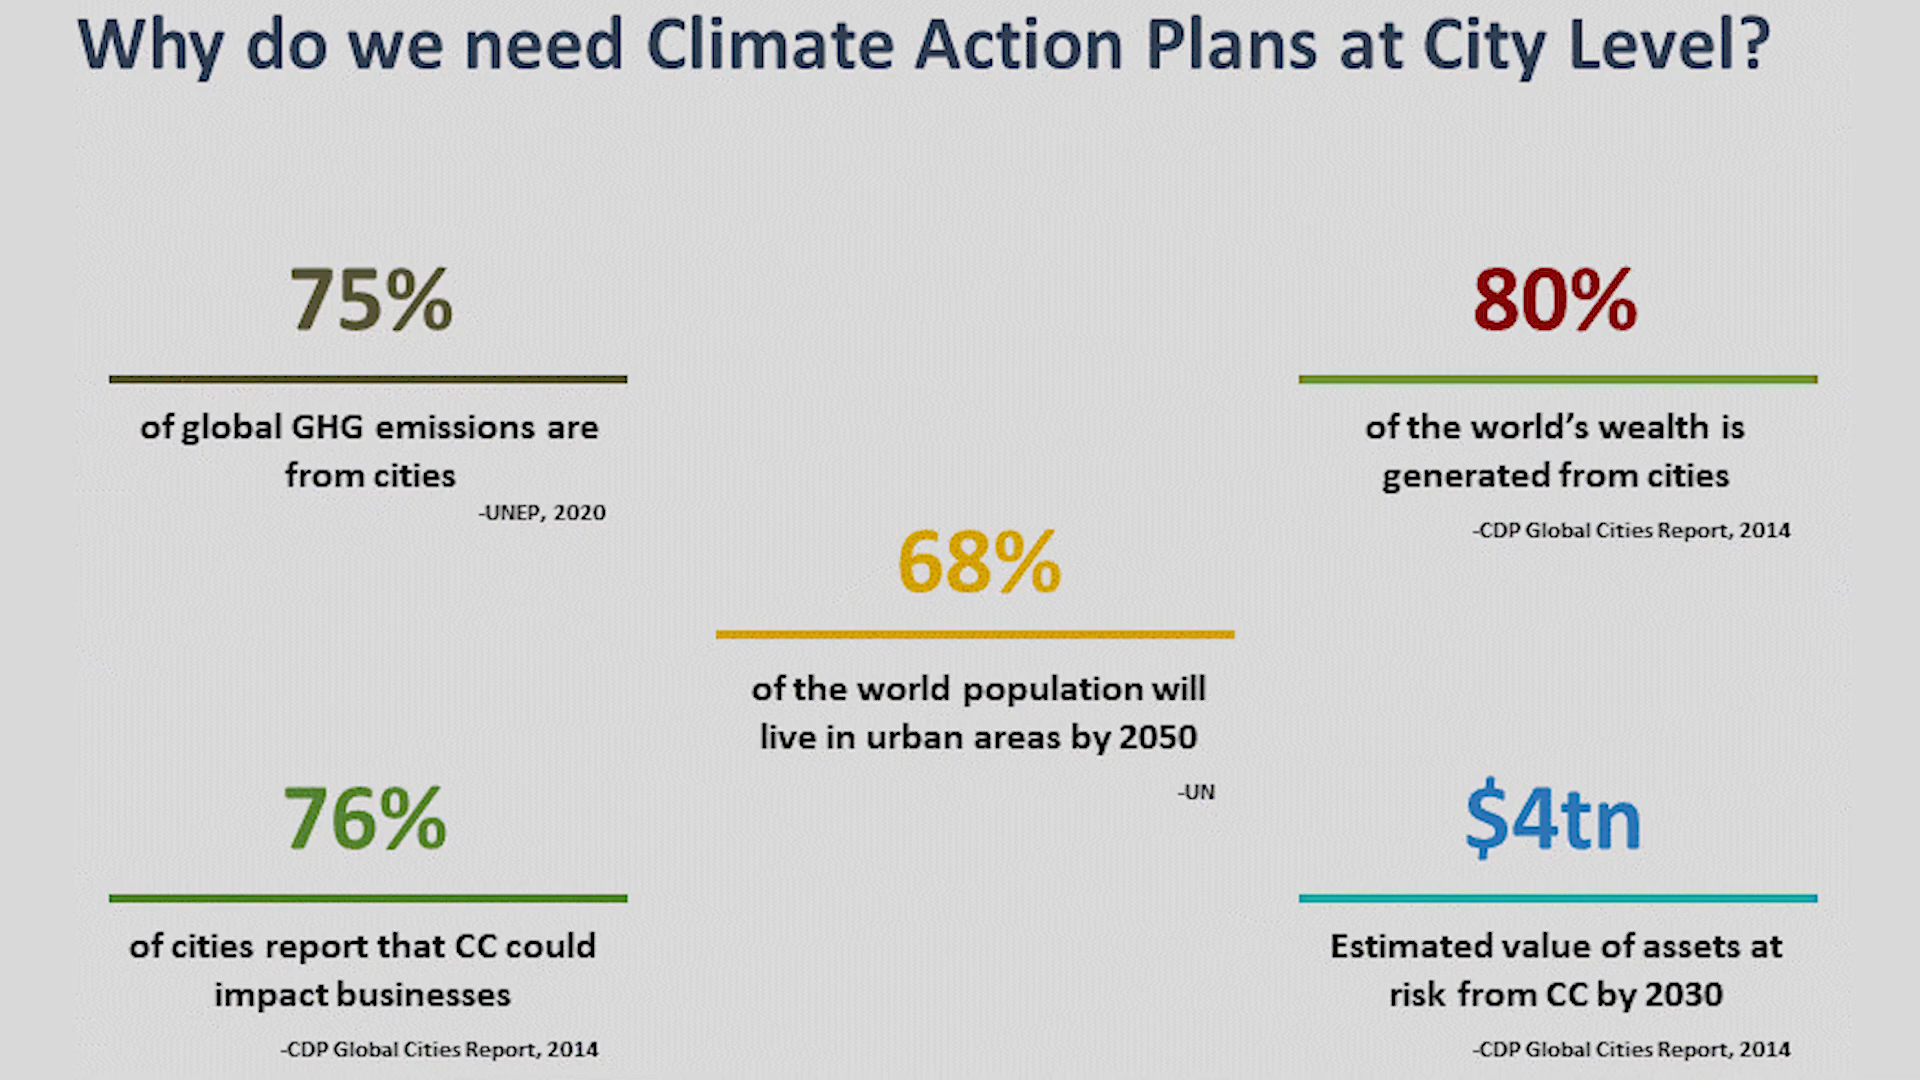 Why do we need Climate Action Plans at City Level?
75%
of global GHG emissions are
from cities
-UNEP, 2020
80%
of the world's wealth is
generated from cities
-CDP Global Cities Report, 2014
68%
of the world population will
live in urban areas by 2050
-UN
76%
of cities report that CC could
impact businesses
-CDP Global Cities Report, 2014
$4tn
Estimated value of assets at
risk from CC by 2030
-CDP Global Cities Report, 2014